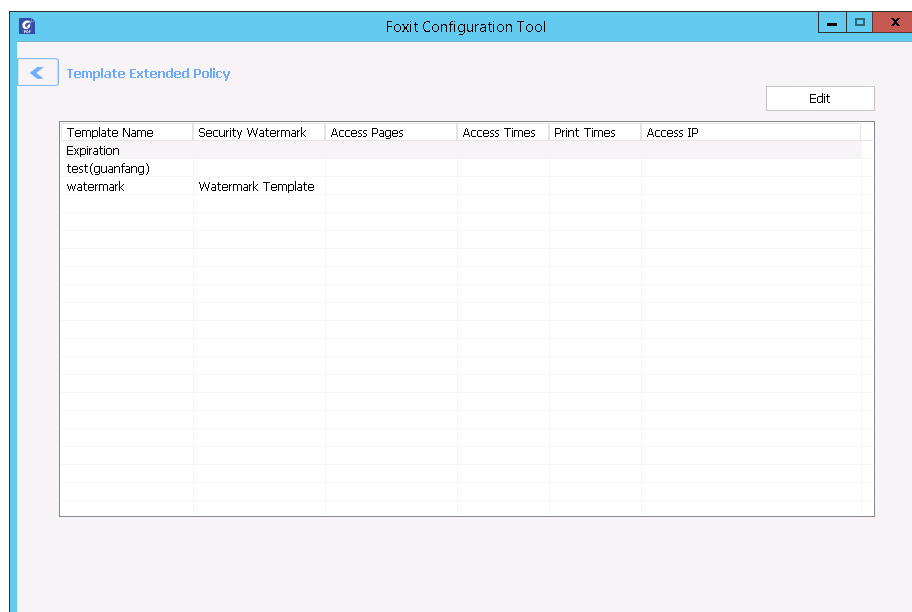 Foxit Configuration Tool
Template Extended Policy
Edit
Template Name Security Watermark Access Pages Access Times Print Times Access IP
Expiration
test(guanfang)
watermark Watermark Template